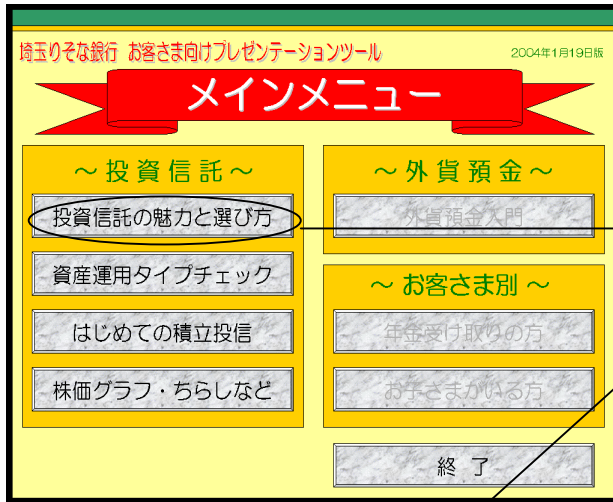 埼玉りそな銀行 お客さま向けプレゼンテーションツール
2004年1月19日版
メインメニュー
～投資信託～
投資信託の魅力と選び方
資産運用タイプチェック
はじめての積立投信
株価グラフ・ちらしなど
～外貨預金～
外貨預金入門
～お客さま別～
年金受け取りの方
お子さまがいる方
終了